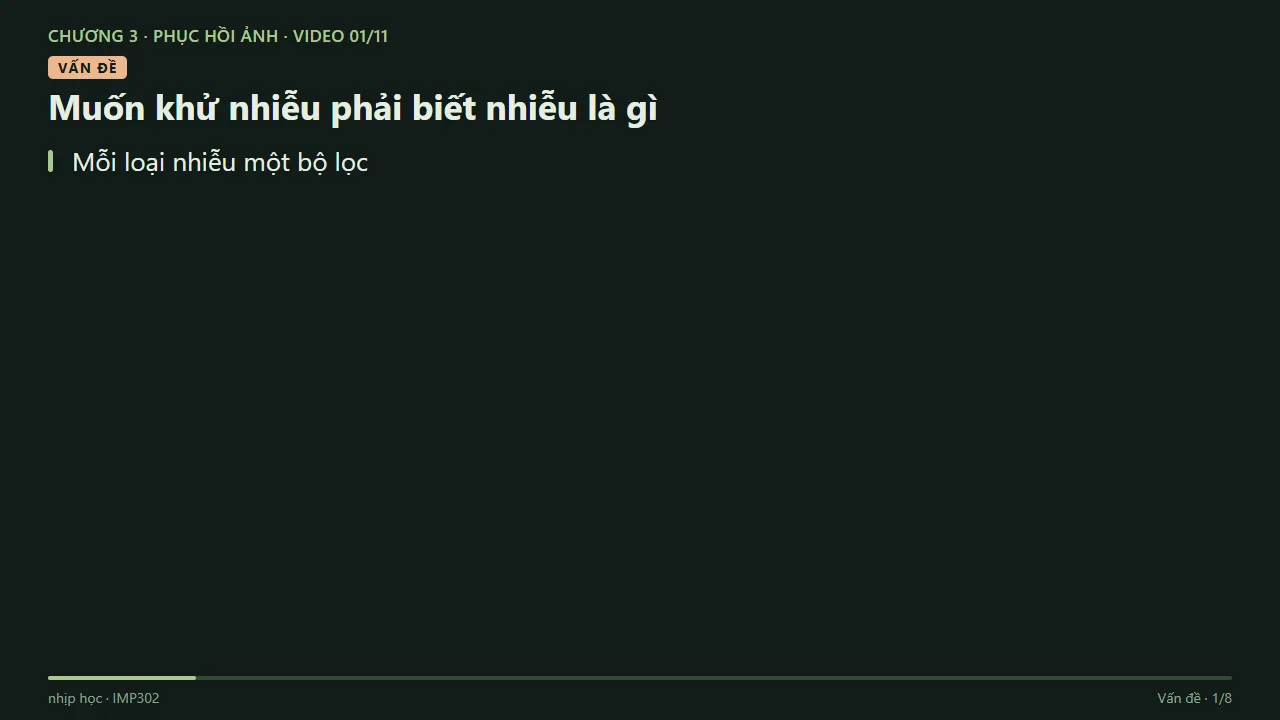 CHƯƠNG 3 · PHỤC HỒI ẢNH · VIDEO 01/11
VẤN ĐỀ
Muốn khử nhiễu phải biết nhiễu là gì
Mỗi loại nhiễu một bộ lọc
nhịp học · IMP302
Vấn đề · 1/8